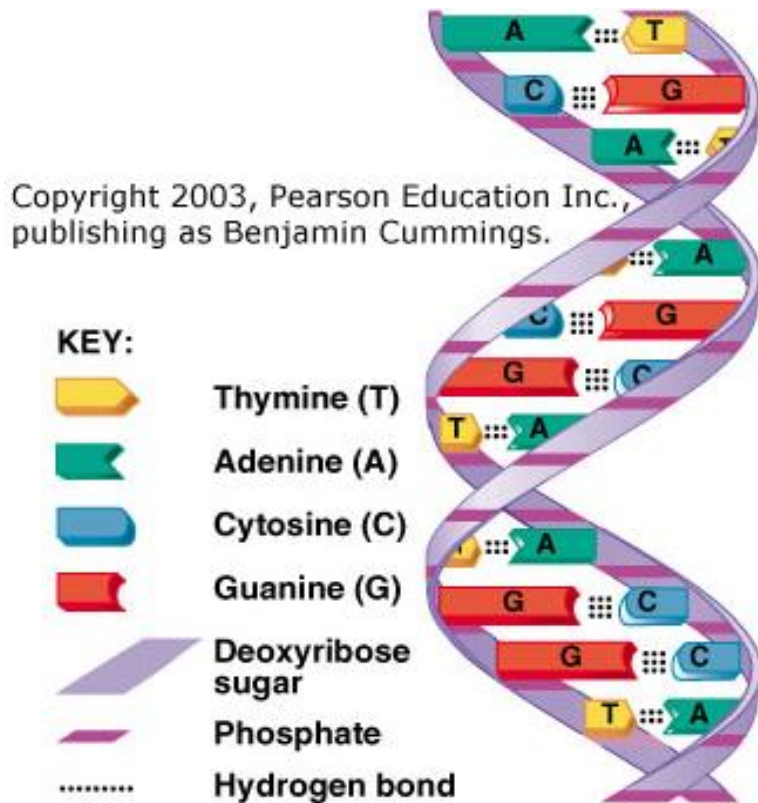 A T
C G
A T
Copyright 2003, Pearson Education Inc.,
publishing as Benjamin Cummings.
A
C G
G C
T A
KEY:
Thymine (T)
Adenine (A)
Cytosine (C)
Guanine (G)
Deoxyribose
sugar
Phosphate
Hydrogen bond
T A
G C
G C
T A